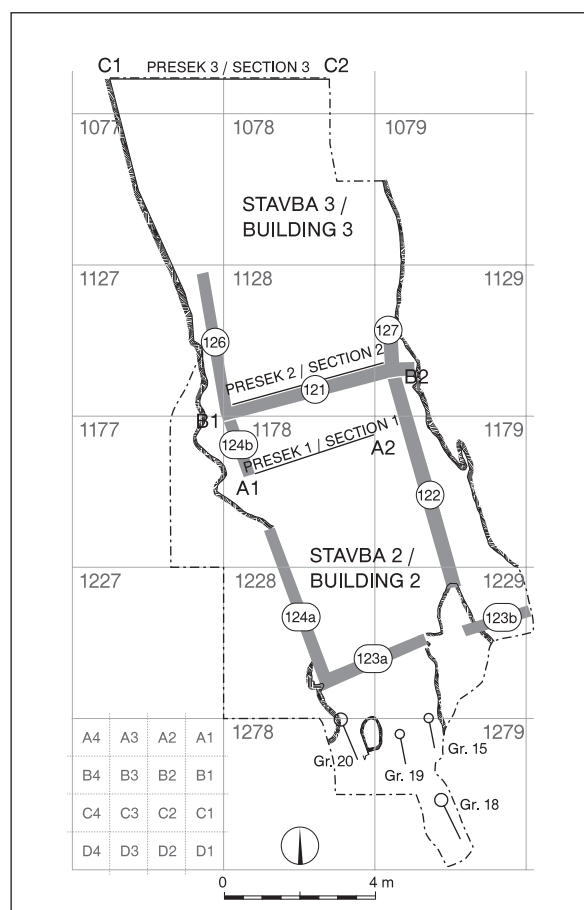 C1 PRESEK 3 / SECTION 3 C2
1077 1078 1079
STAVBA 3 /
BUILDING 3
1127 1128 1129
126
127
PRESEK 2 / SECTION 2
121
B1
B2
1177 1178 1179
124b
PRESEK 1 / SECTION 1
A1
A2
122
STAVBA 2 /
BUILDING 2
1227 1228 1229
124a
123a
123b
1278 1279
Gr. 20
Gr. 19
Gr. 15
Gr. 18
A4 A3 A2 A1
B4 B3 B2 B1
C4 C3 C2 C1
D4 D3 D2 D1
0 4 m